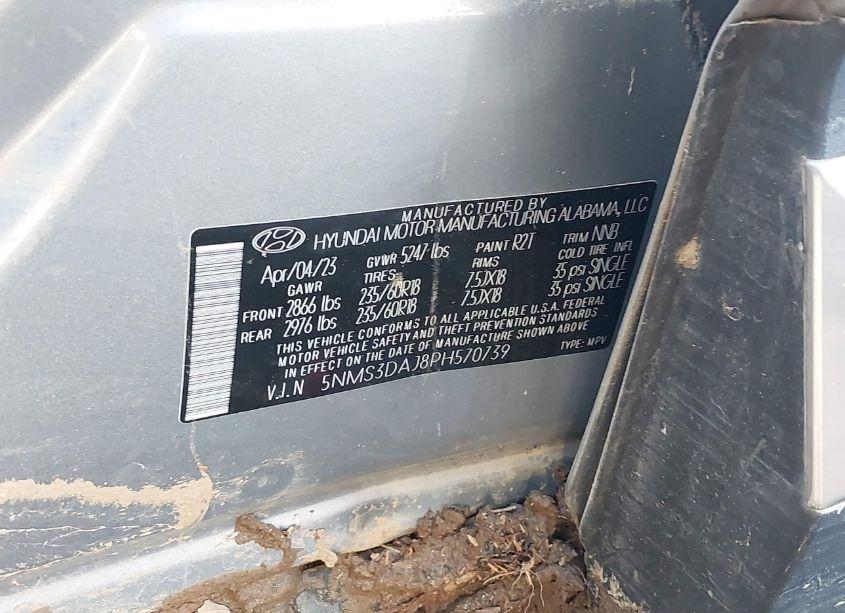 MANUFACTURED BY
HYUNDAI MOTOR MANUFACTURING ALABAMA, LLC
Apr/04/23 GVWR 5247 lbs PAINT R2T TRIM NNB
GAWR TIRES RIMS COLD TIRE INFL
FRONT 2866 lbs 235/60R18 7.5JX18 35 psi SINGLE
REAR 2976 lbs 235/60R18 7.5JX18 35 psi SINGLE
THIS VEHICLE CONFORMS TO ALL APPLICABLE U.S.A. FEDERAL
MOTOR VEHICLE SAFETY AND THEFT PREVENTION STANDARDS
IN EFFECT ON THE DATE OF MANUFACTURE SHOWN ABOVE
V.I.N 5NMS3DAJ8PH570739 TYPE: MPV